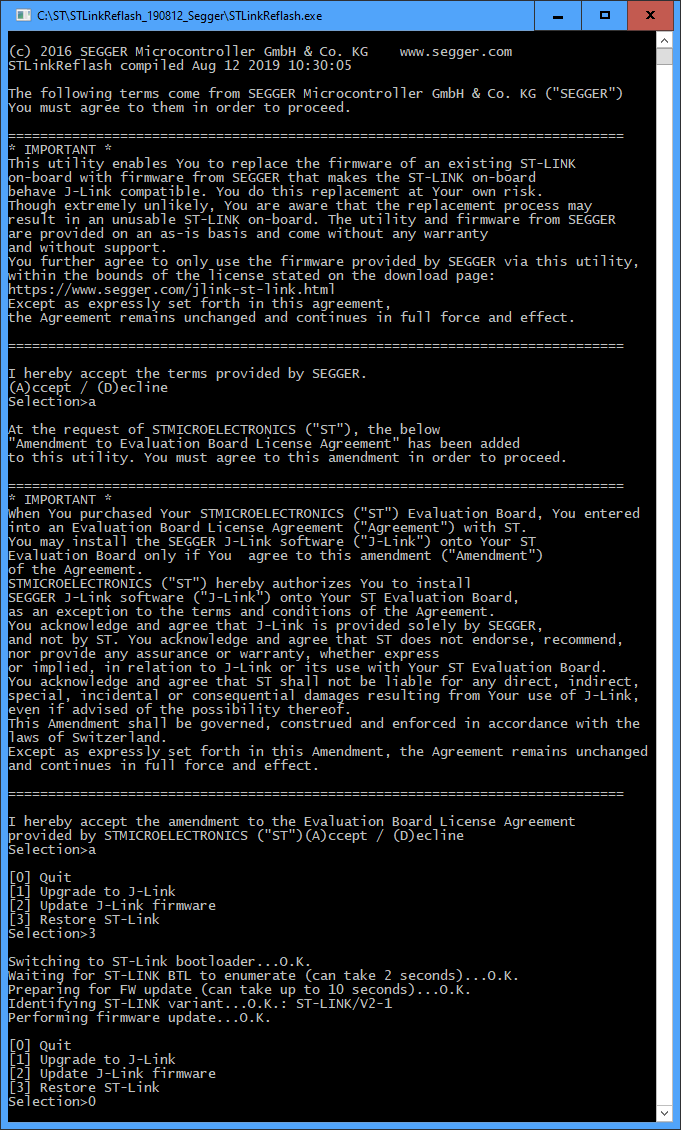 C:\ST\STLinkReflash_190812_Segger\STLinkReflash.exe
(c) 2016 SEGGER Microcontroller GmbH & Co. KG    www.segger.com
STLinkReflash compiled Aug 12 2019 10:30:05
The following terms come from SEGGER Microcontroller GmbH & Co. KG ("SEGGER")
You must agree to them in order to proceed.
==============================================================================
* IMPORTANT *
This utility enables You to replace the firmware of an existing ST-LINK
on-board with firmware from SEGGER that makes the ST-LINK on-board
behave J-Link compatible. You do this replacement at Your own risk.
Though extremely unlikely, You are aware that the replacement process may
result in an unusable ST-LINK on-board. The utility and firmware from SEGGER
are provided on an as-is basis and come without any warranty
and without support.
You further agree to only use the firmware provided by SEGGER via this utility,
within the bounds of the license stated on the download page:
https://www.segger.com/jlink-st-link.html
Except as expressly set forth in this agreement,
the Agreement remains unchanged and continues in full force and effect.
==============================================================================
I hereby accept the terms provided by SEGGER.
(A)ccept / (D)ecline
Selection>a
At the request of STMICROELECTRONICS ("ST"), the below
"Amendment to Evaluation Board License Agreement" has been added
to this utility. You must agree to this amendment in order to proceed.
==============================================================================
* IMPORTANT *
When You purchased Your STMICROELECTRONICS ("ST") Evaluation Board, You entered
into an Evaluation Board License Agreement ("Agreement") with ST.
You may install the SEGGER J-Link software ("J-Link") onto Your ST
Evaluation Board only if You  agree to this amendment ("Amendment")
of the Agreement.
STMICROELECTRONICS ("ST") hereby authorizes You to install
SEGGER J-Link software ("J-Link") onto Your ST Evaluation Board,
as an exception to the terms and conditions of the Agreement.
You acknowledge and agree that J-Link is provided solely by SEGGER,
and not by ST. You acknowledge and agree that ST does not endorse, recommend,
nor provide any assurance or warranty, whether express
or implied, in relation to J-Link or its use with Your ST Evaluation Board.
You acknowledge and agree that ST shall not be liable for any direct, indirect,
special, incidental or consequential damages resulting from Your use of J-Link,
even if advised of the possibility thereof.
This Amendment shall be governed, construed and enforced in accordance with the
laws of Switzerland.
Except as expressly set forth in this Amendment, the Agreement remains unchanged
and continues in full force and effect.
==============================================================================
I hereby accept the amendment to the Evaluation Board License Agreement
provided by STMICROELECTRONICS ("ST")(A)ccept / (D)ecline
Selection>a
[0] Quit
[1] Upgrade to J-Link
[2] Update J-Link firmware
[3] Restore ST-Link
Selection>3
Switching to ST-Link bootloader...O.K.
Waiting for ST-LINK BTL to enumerate (can take 2 seconds)...O.K.
Preparing for FW update (can take up to 10 seconds)...O.K.
Identifying ST-LINK variant...O.K.: ST-LINK/V2-1
Performing firmware update...O.K.
[0] Quit
[1] Upgrade to J-Link
[2] Update J-Link firmware
[3] Restore ST-Link
Selection>0